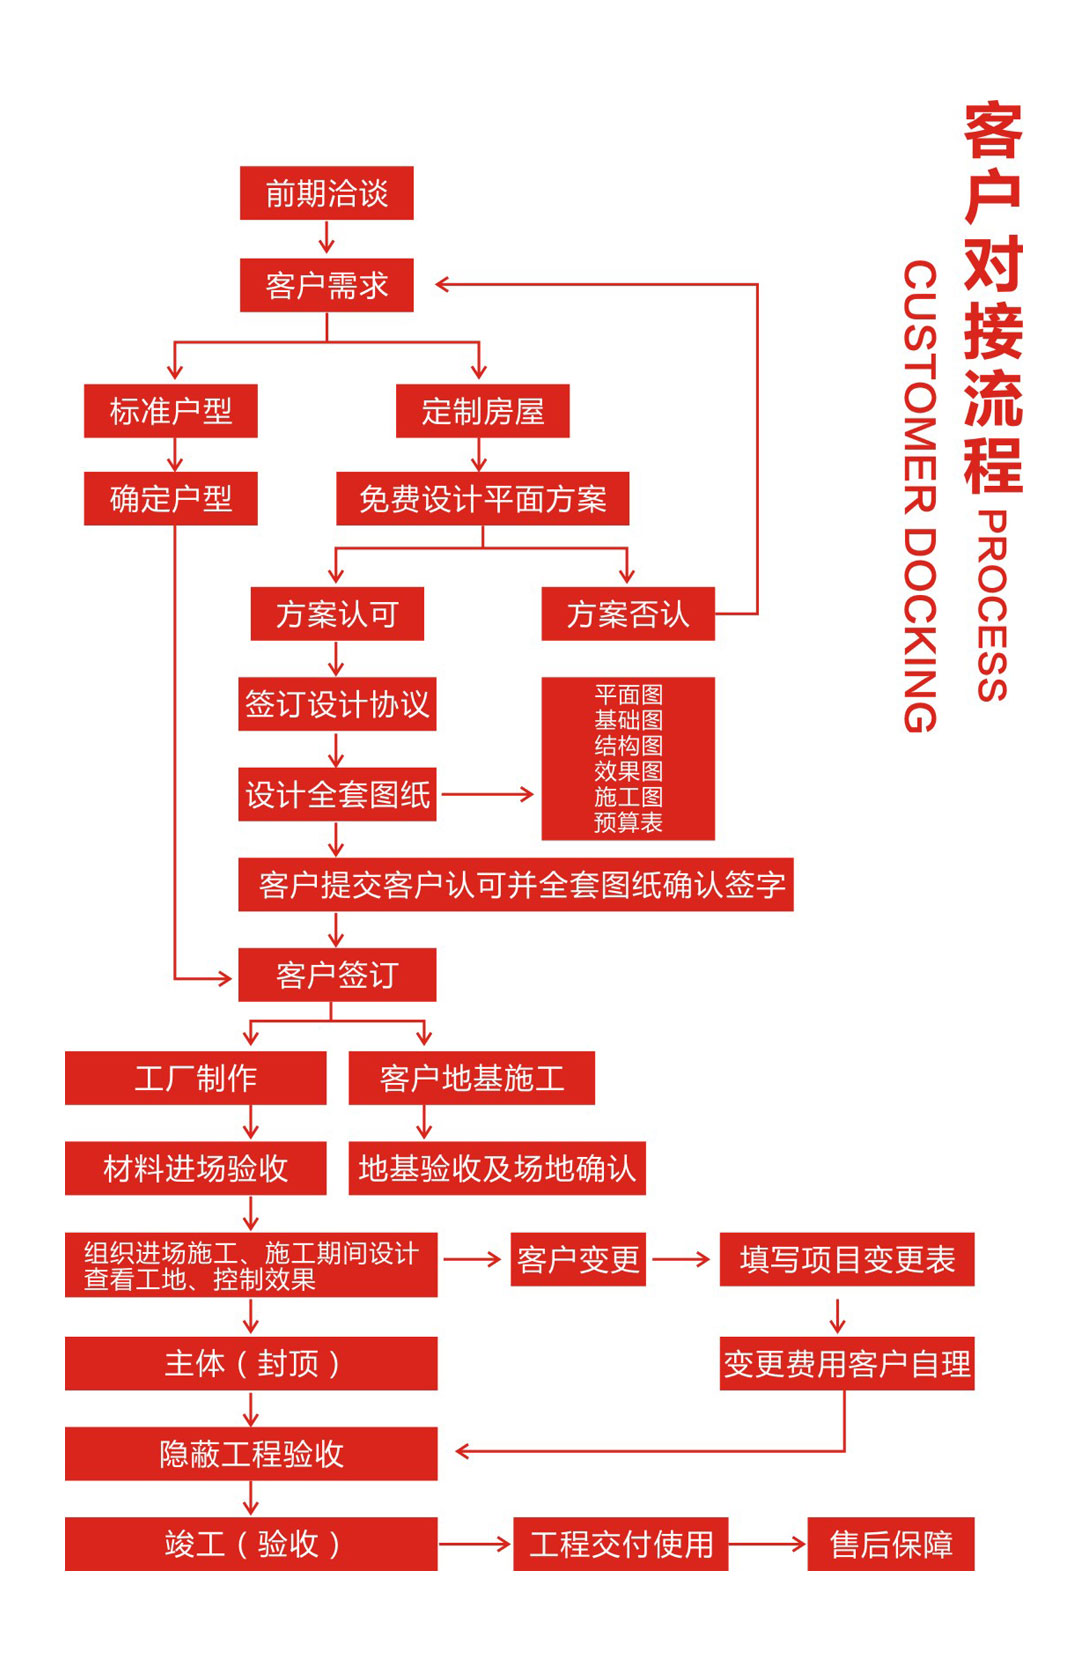 客户对接流程 PROCESS
CUSTOMER DOCKING
前期洽谈
客户需求
标准户型
定制房屋
确定户型
免费设计平面方案
方案认可
方案否认
签订设计协议
平面图
基础图
结构图
效果图
施工图
预算表
设计全套图纸
客户提交客户认可并全套图纸确认签字
客户签订
工厂制作
客户地基施工
材料进场验收
地基验收及场地确认
组织进场施工、施工期间设计
查看工地、控制效果
客户变更
填写项目变更表
主体（封顶）
变更费用客户自理
隐蔽工程验收
竣工（验收）
工程交付使用
售后保障